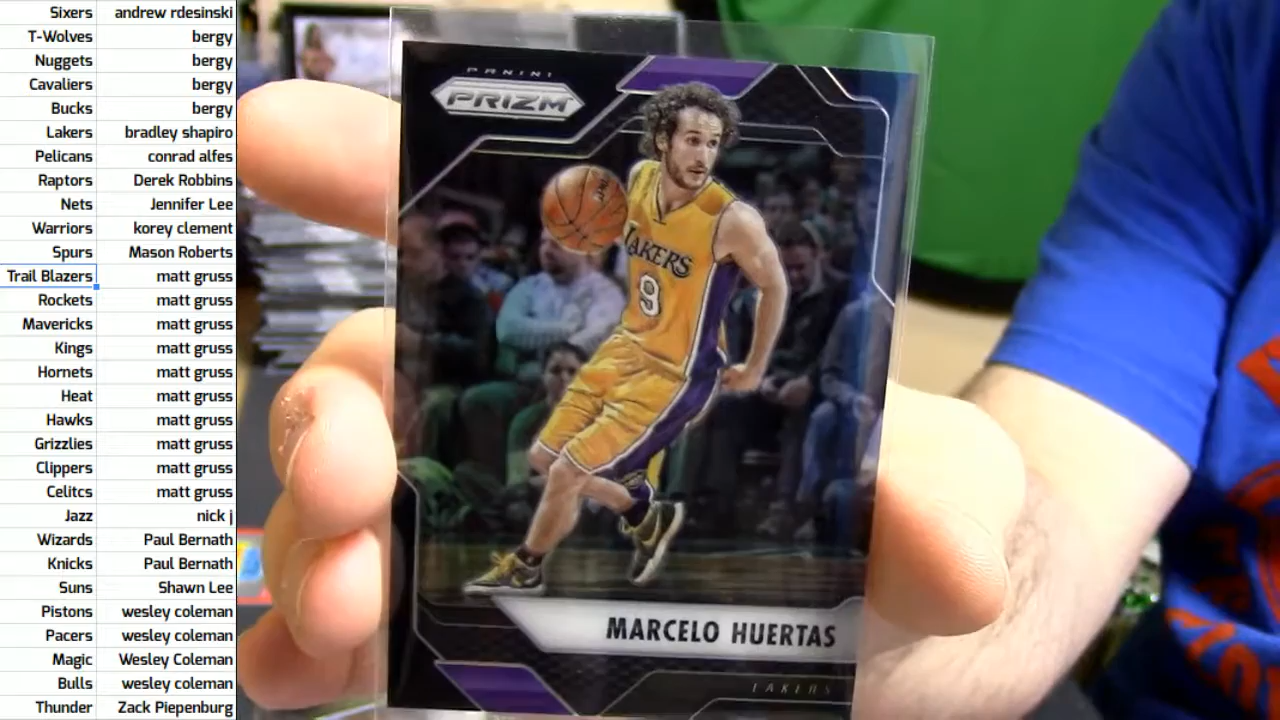 Sixers andrew rdesinski
T-Wolves bergy
Nuggets bergy
Cavaliers bergy
Bucks bergy
Lakers bradley shapiro
Pelicans conrad alfes
Raptors Derek Robbins
Nets Jennifer Lee
Warriors korey clement
Spurs Mason Roberts
Trail Blazers matt gruss
Rockets matt gruss
Mavericks matt gruss
Kings matt gruss
Hornets matt gruss
Heat matt gruss
Hawks matt gruss
Grizzlies matt gruss
Clippers matt gruss
Celitcs matt gruss
Jazz nick j
Wizards Paul Bernath
Knicks Paul Bernath
Suns Shawn Lee
Pistons wesley coleman
Pacers wesley coleman
Magic Wesley Coleman
Bulls wesley coleman
Thunder Zack Piepenburg
PANINI
PRIZM
LAKERS
9
MARCELO HUERTAS
LAKERS